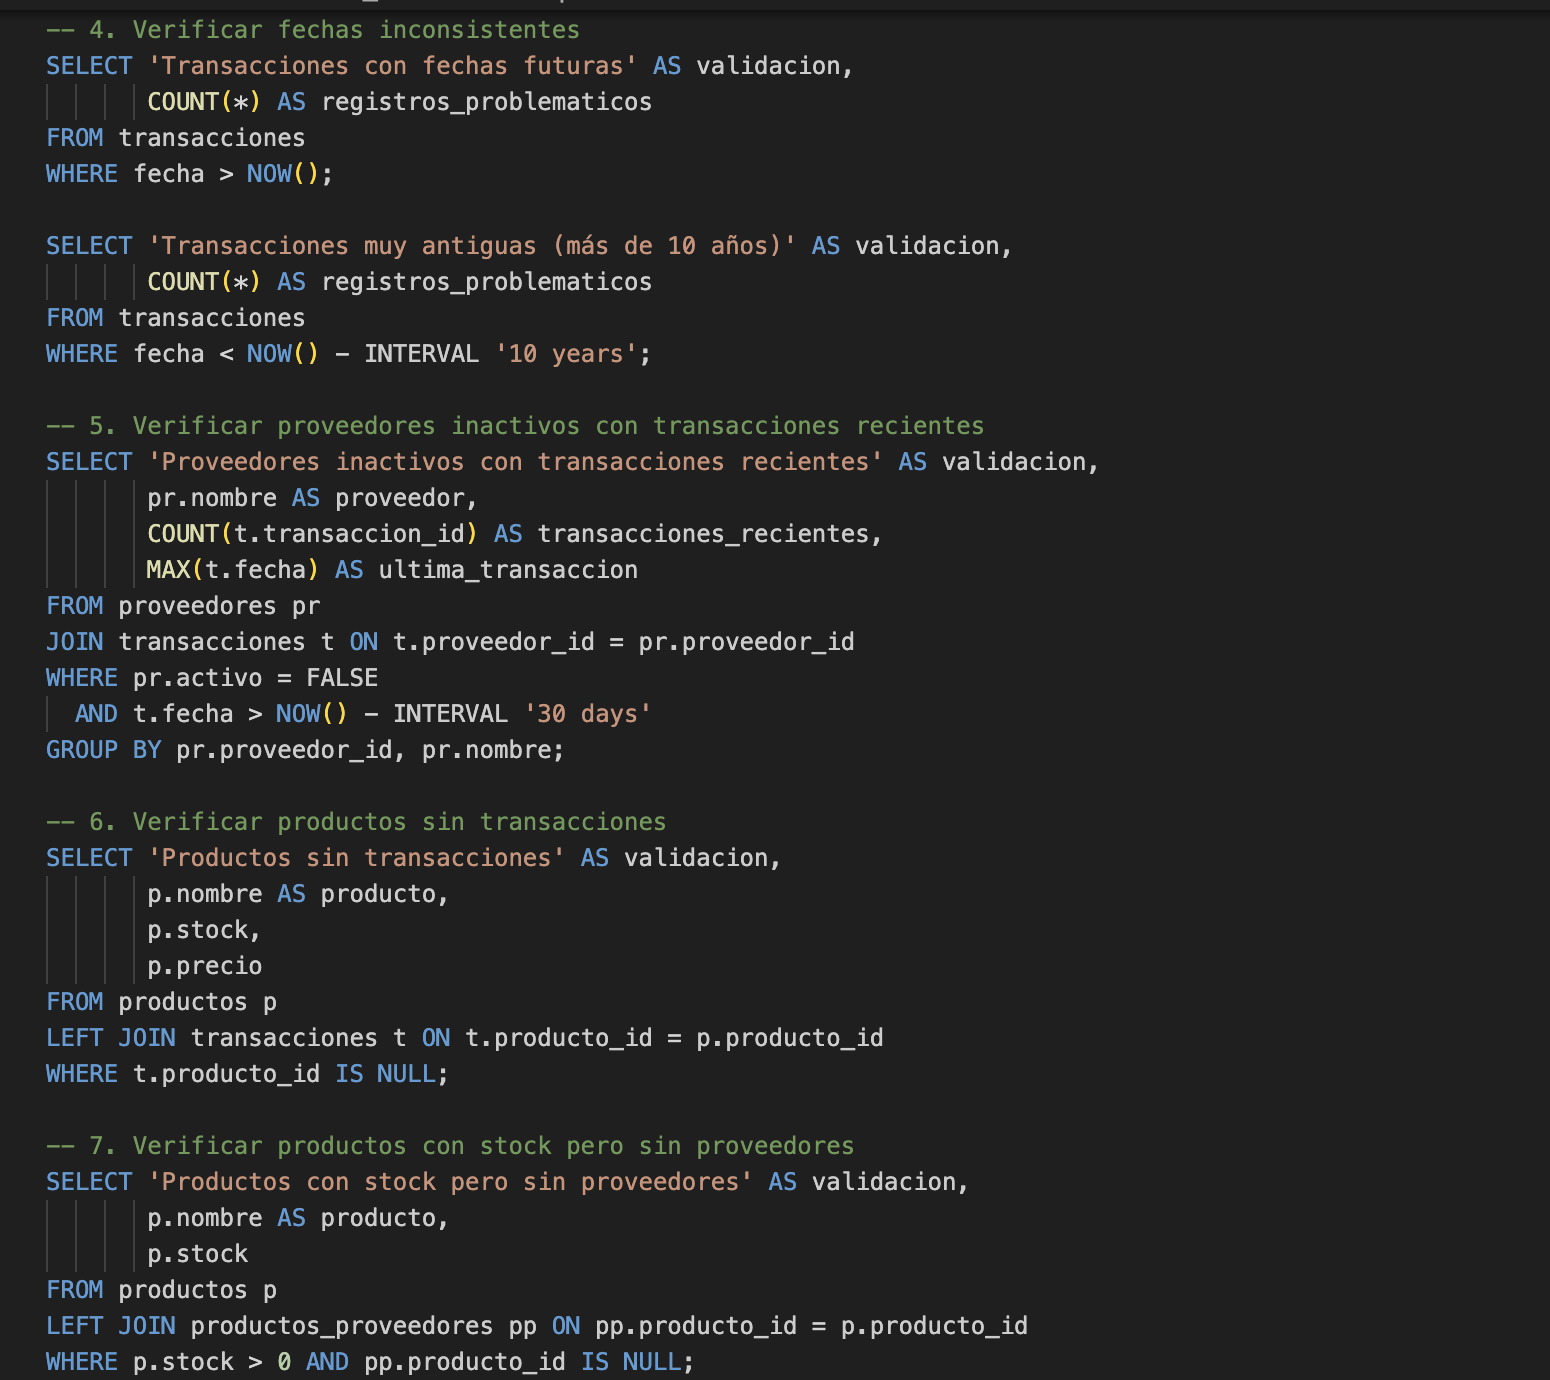 -- 4. Verificar fechas inconsistentes
SELECT 'Transacciones con fechas futuras' AS validacion,
       COUNT(*) AS registros_problematicos
FROM transacciones
WHERE fecha > NOW();

SELECT 'Transacciones muy antiguas (más de 10 años)' AS validacion,
       COUNT(*) AS registros_problematicos
FROM transacciones
WHERE fecha < NOW() - INTERVAL '10 years';

-- 5. Verificar proveedores inactivos con transacciones recientes
SELECT 'Proveedores inactivos con transacciones recientes' AS validacion,
       pr.nombre AS proveedor,
       COUNT(t.transaccion_id) AS transacciones_recientes,
       MAX(t.fecha) AS ultima_transaccion
FROM proveedores pr
JOIN transacciones t ON t.proveedor_id = pr.proveedor_id
WHERE pr.activo = FALSE
  AND t.fecha > NOW() - INTERVAL '30 days'
GROUP BY pr.proveedor_id, pr.nombre;

-- 6. Verificar productos sin transacciones
SELECT 'Productos sin transacciones' AS validacion,
       p.nombre AS producto,
       p.stock,
       p.precio
FROM productos p
LEFT JOIN transacciones t ON t.producto_id = p.producto_id
WHERE t.producto_id IS NULL;

-- 7. Verificar productos con stock pero sin proveedores
SELECT 'Productos con stock pero sin proveedores' AS validacion,
       p.nombre AS producto,
       p.stock
FROM productos p
LEFT JOIN productos_proveedores pp ON pp.producto_id = p.producto_id
WHERE p.stock > 0 AND pp.producto_id IS NULL;